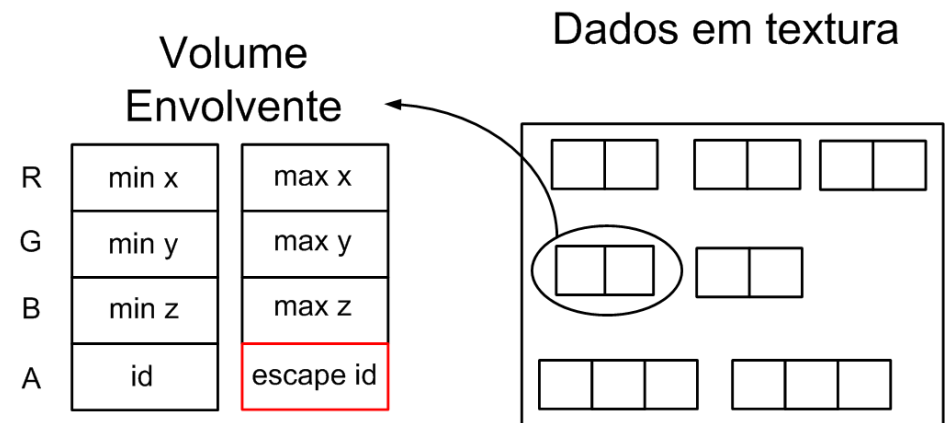 Dados em textura
Volume
Envolvente
R min x max x
G min y max y
B min z max z
A id escape id